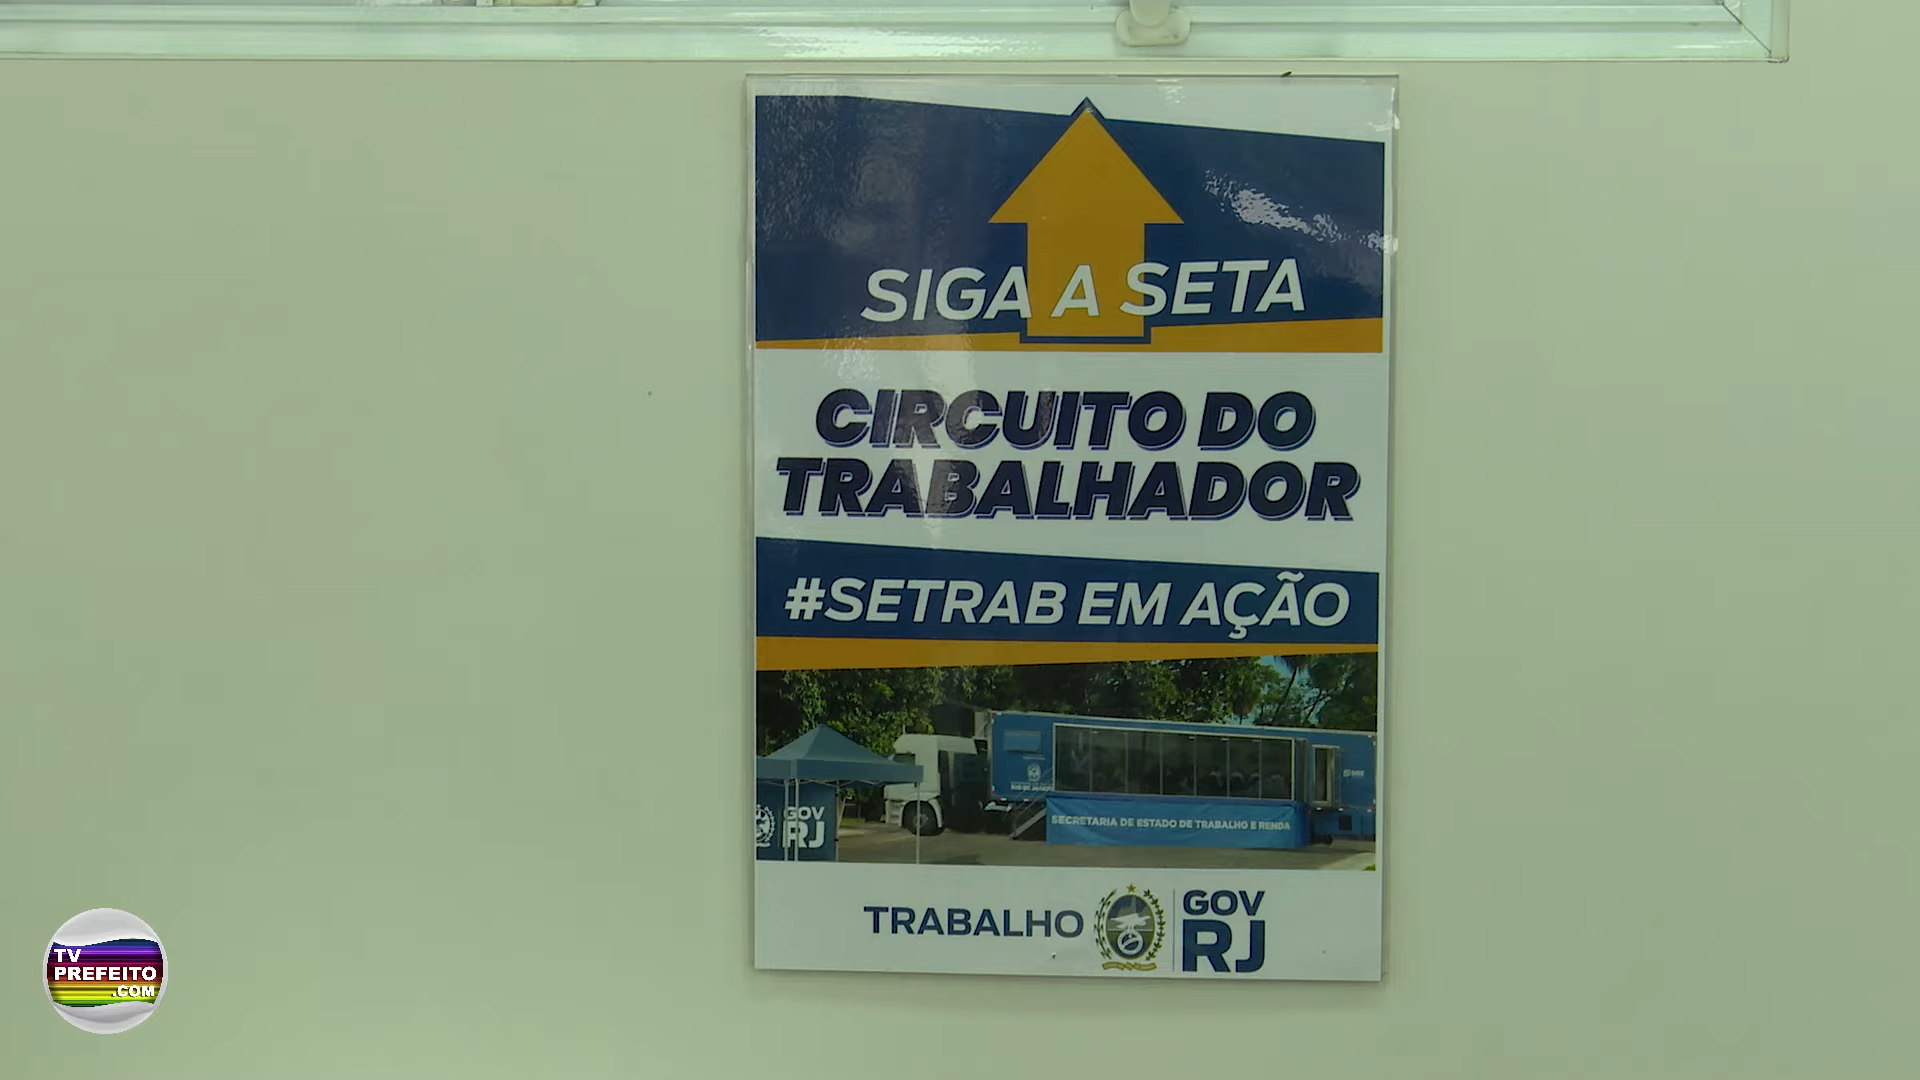 SIGA A SETA
CIRCUITO DO
TRABALHADOR
#SETRAB EM AÇÃO
GOV
RJ
SECRETARIA DE ESTADO DE TRABALHO E RENDA
TRABALHO
GOV
RJ
TV
PREFEITO
.COM